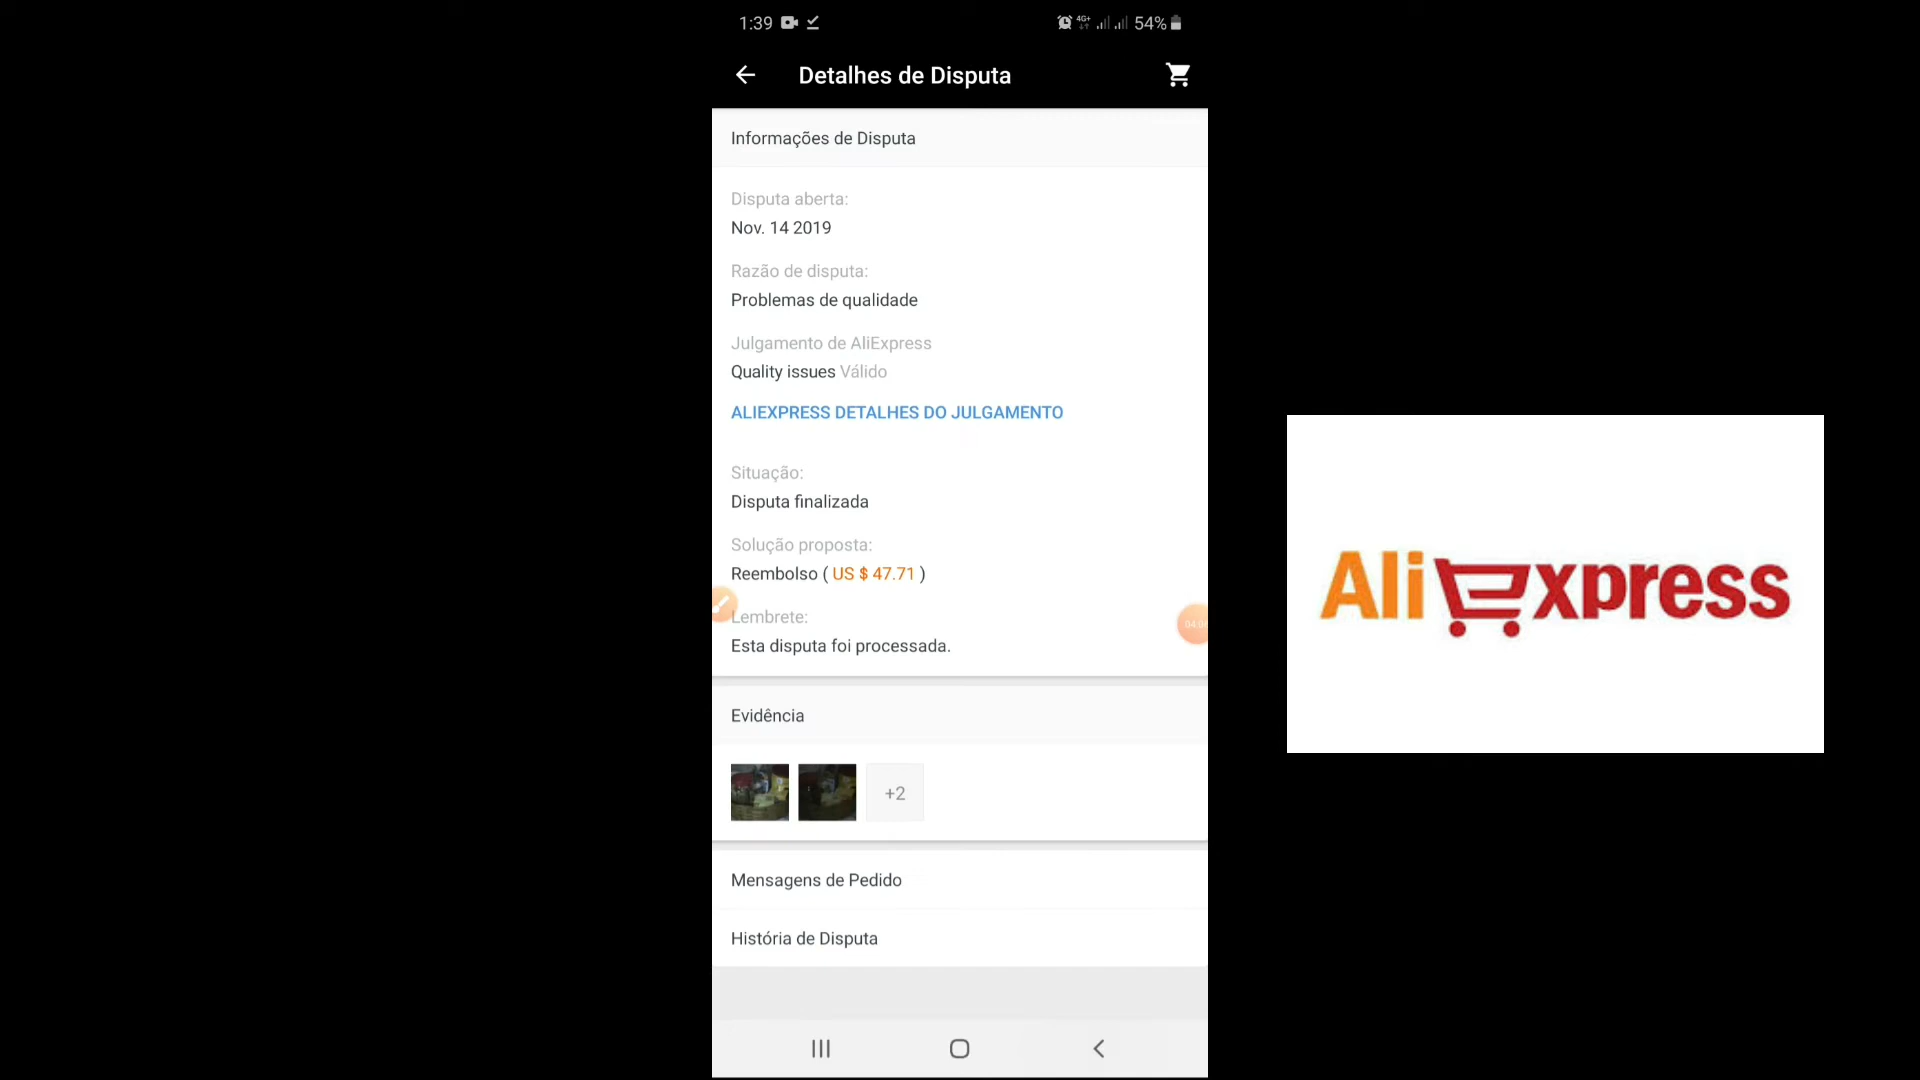 1:39
4G+
54%
Detalhes de Disputa
Informações de Disputa
Disputa aberta:
Nov. 14 2019
Razão de disputa:
Problemas de qualidade
Julgamento de AliExpress
Quality issues Válido
ALIEXPRESS DETALHES DO JULGAMENTO
Situação:
Disputa finalizada
Solução proposta:
Reembolso ( US $ 47.71 )
Lembrete:
Esta disputa foi processada.
Evidência
+2
Mensagens de Pedido
História de Disputa
AliExpress